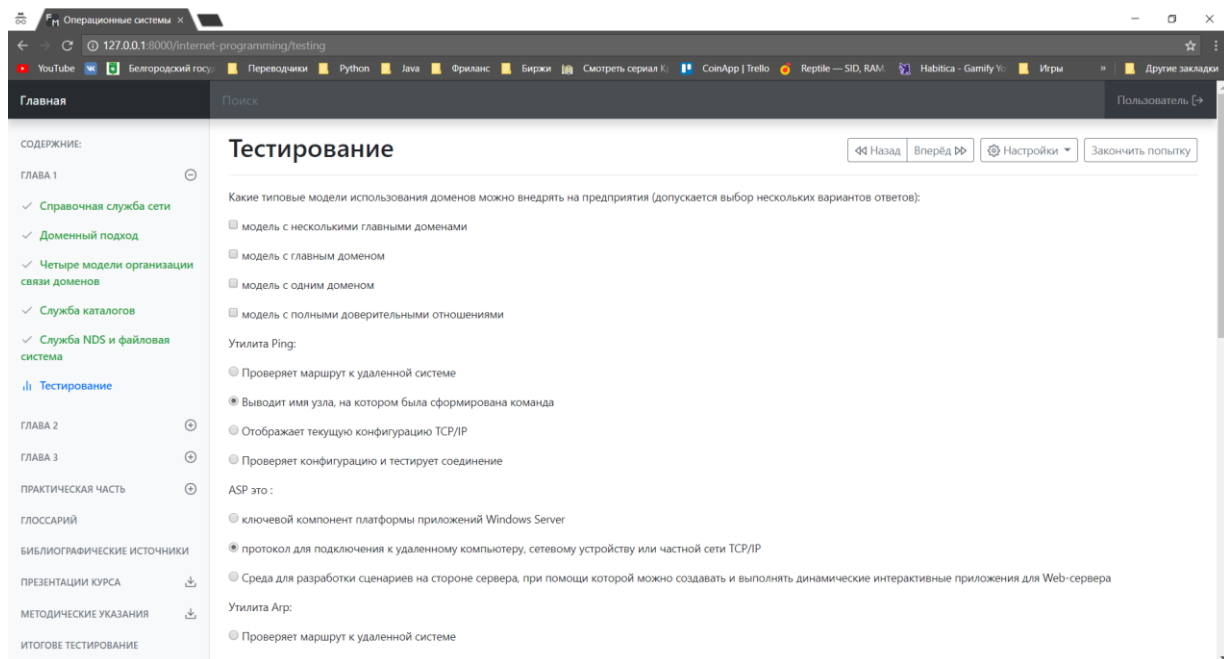 Операционные системы
127.0.0.1:8000/internet-programming/testing
YouTube
Белгородский госу
Переводчики
Python
Java
Фриланс
Биржи
Смотреть сериал К
CoinApp | Trello
Reptile — SID, RAM
Habitica - Gamify Yo
Игры
»
Другие закладки
Главная
Поиск
Пользователь
СОДЕРЖНИЕ:
ГЛАВА 1
Справочная служба сети
Доменный подход
Четыре модели организации
связи доменов
Служба каталогов
Служба NDS и файловая
система
Тестирование
ГЛАВА 2
ГЛАВА 3
ПРАКТИЧЕСКАЯ ЧАСТЬ
ГЛОССАРИЙ
БИБЛИОГРАФИЧЕСКИЕ ИСТОЧНИКИ
ПРЕЗЕНТАЦИИ КУРСА
МЕТОДИЧЕСКИЕ УКАЗАНИЯ
ИТОГОВЕ ТЕСТИРОВАНИЕ
Тестирование
Назад
Вперёд
Настройки
Закончить попытку
Какие типовые модели использования доменов можно внедрять на предприятия (допускается выбор нескольких вариантов ответов):
модель с несколькими главными доменами
модель с главным доменом
модель с одним доменом
модель с полными доверительными отношениями
Утилита Ping:
Проверяет маршрут к удаленной системе
Выводит имя узла, на котором была сформирована команда
Отображает текущую конфигурацию TCP/IP
Проверяет конфигурацию и тестирует соединение
ASP это :
ключевой компонент платформы приложений Windows Server
протокол для подключения к удаленному компьютеру, сетевому устройству или частной сети TCP/IP
Среда для разработки сценариев на стороне сервера, при помощи которой можно создавать и выполнять динамические интерактивные приложения для Web-сервера
Утилита Arp:
Проверяет маршрут к удаленной системе